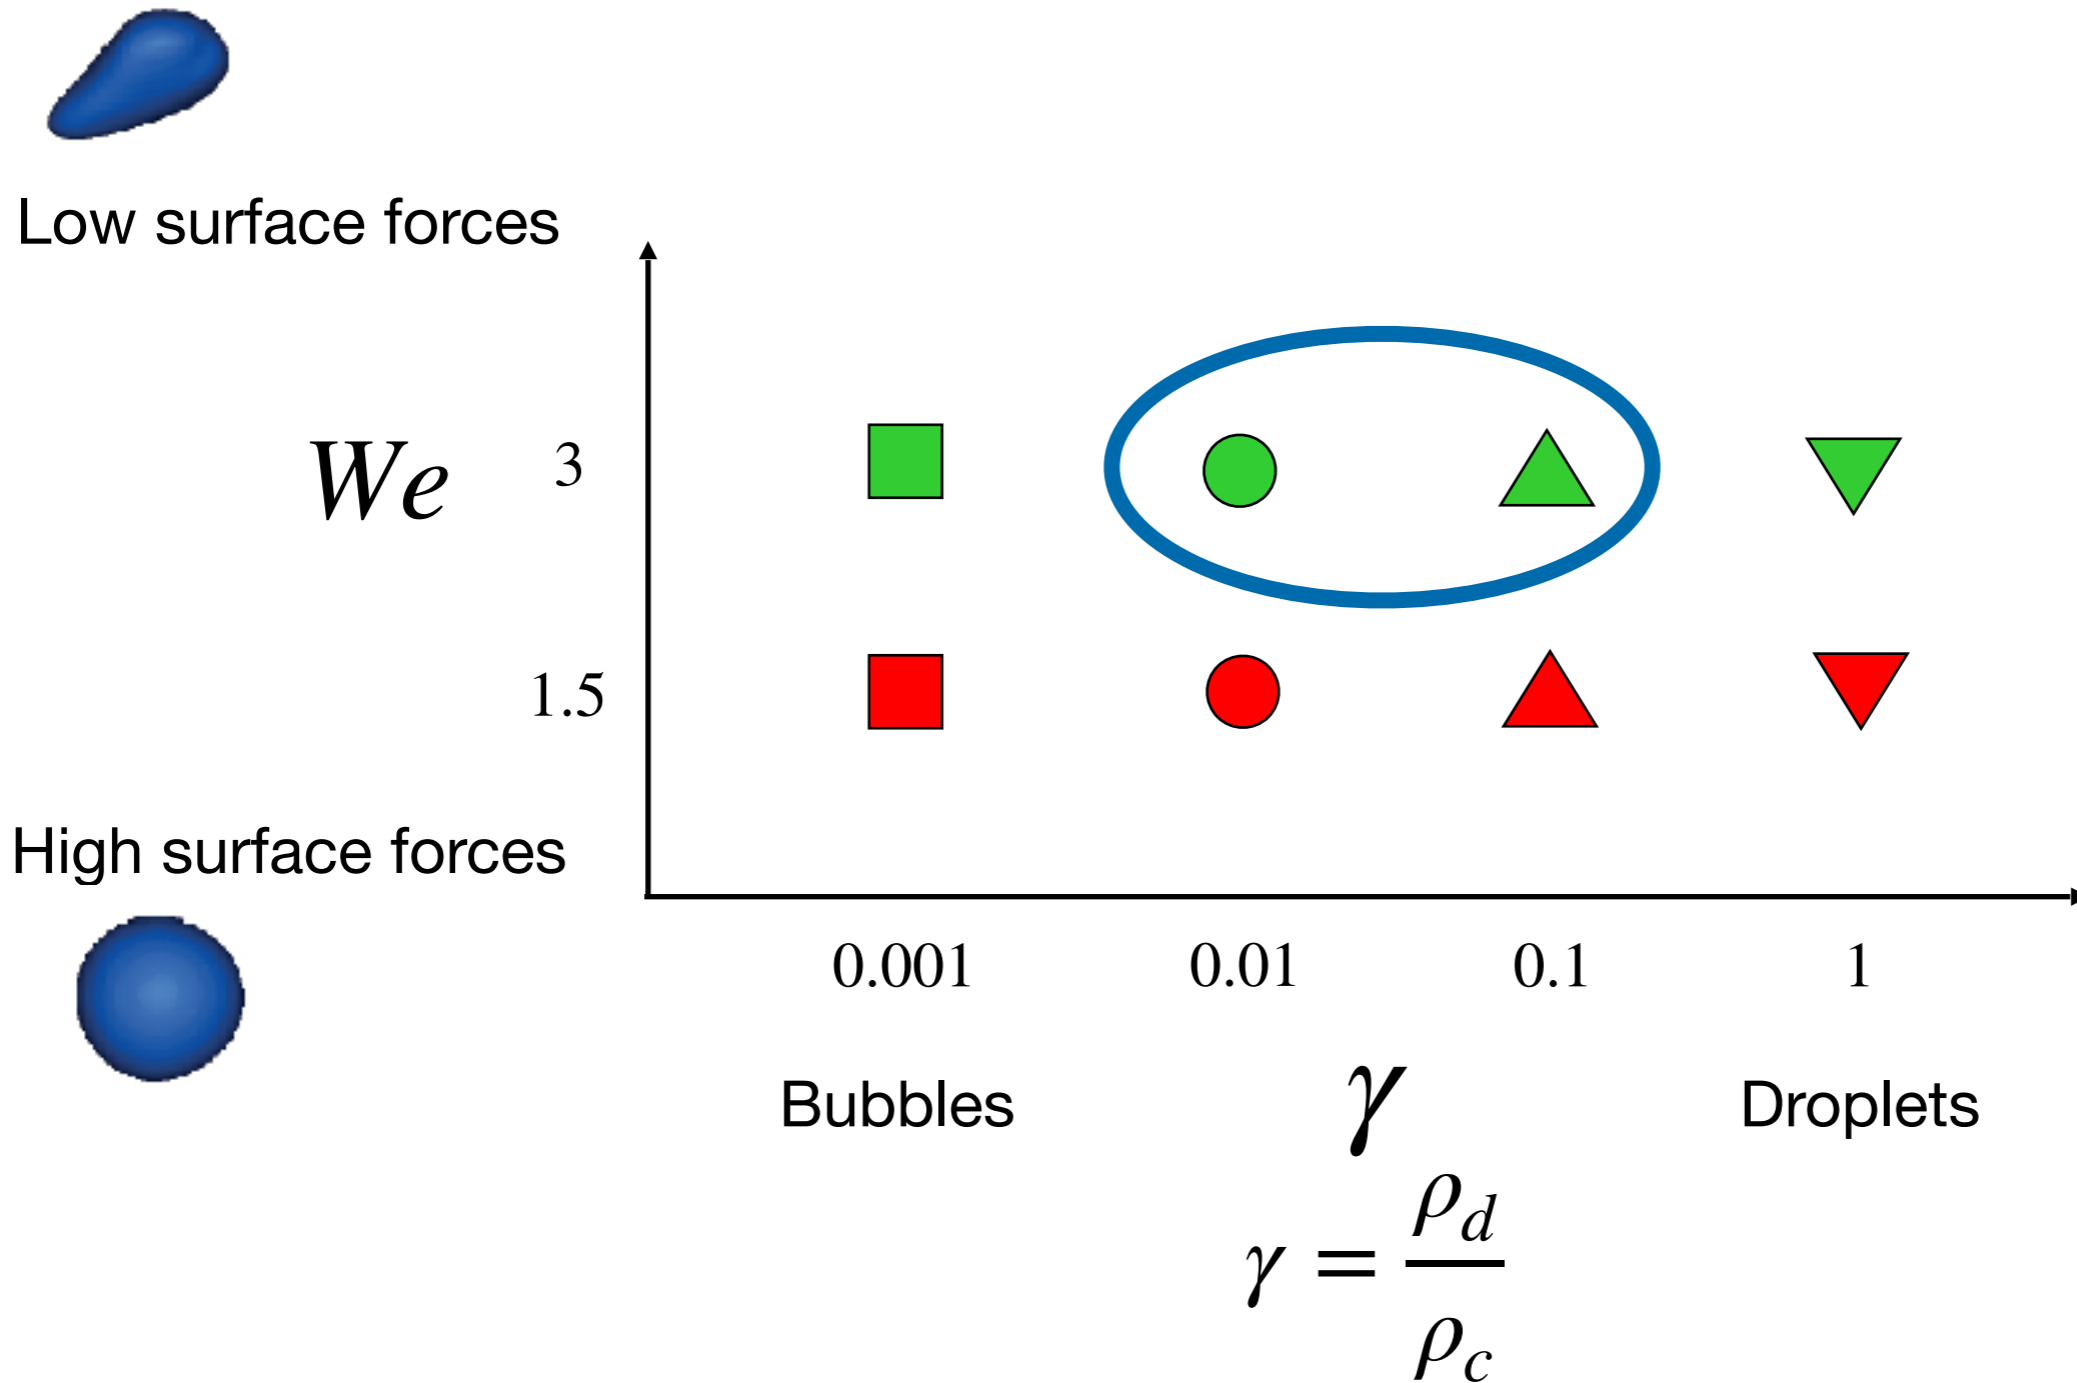 Low surface forces
We
3
1.5
High surface forces
0.001 0.01 0.1 1
Bubbles γ Droplets
γ = ρd / ρc